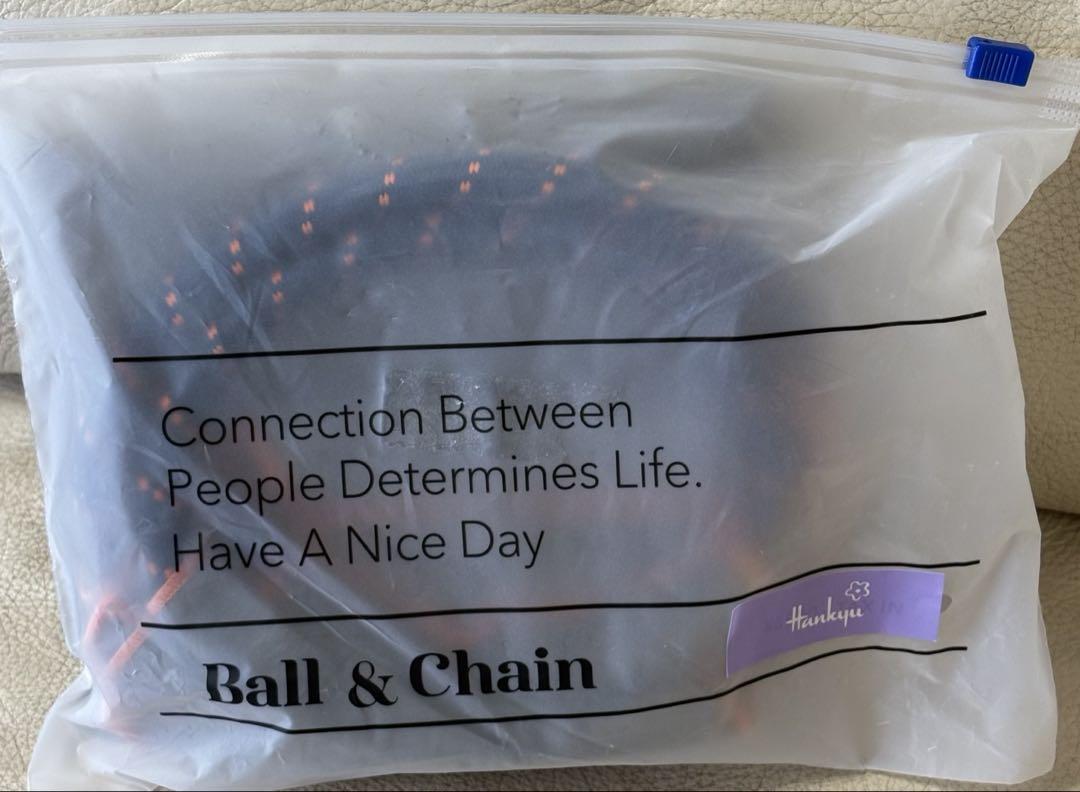 Connection Between
People Determines Life.
Have A Nice Day
Hankyu
Ball & Chain